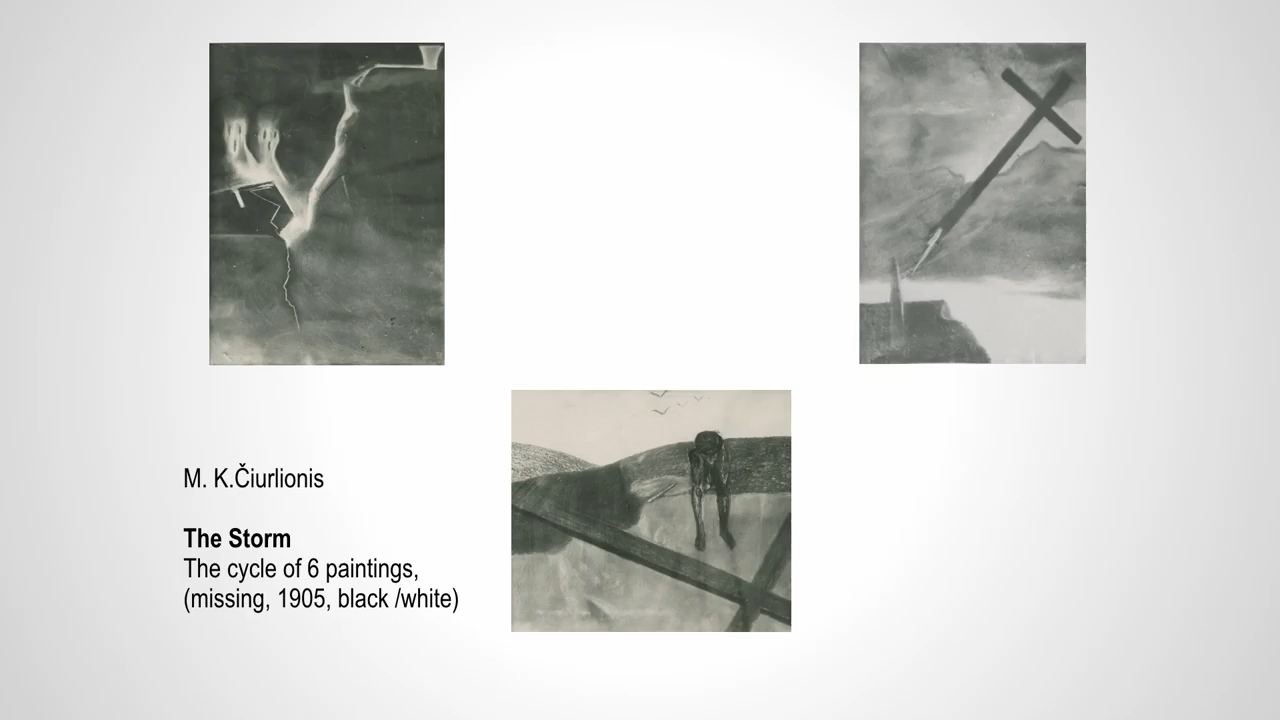 M. K.Čiurlionis
The Storm
The cycle of 6 paintings,
(missing, 1905, black /white)